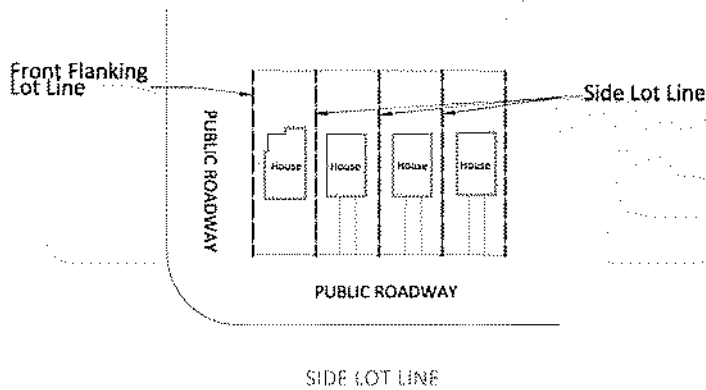 Front Flanking
Lot Line
Side Lot Line
PUBLIC ROADWAY
House
House
House
House
PUBLIC ROADWAY
SIDE LOT LINE